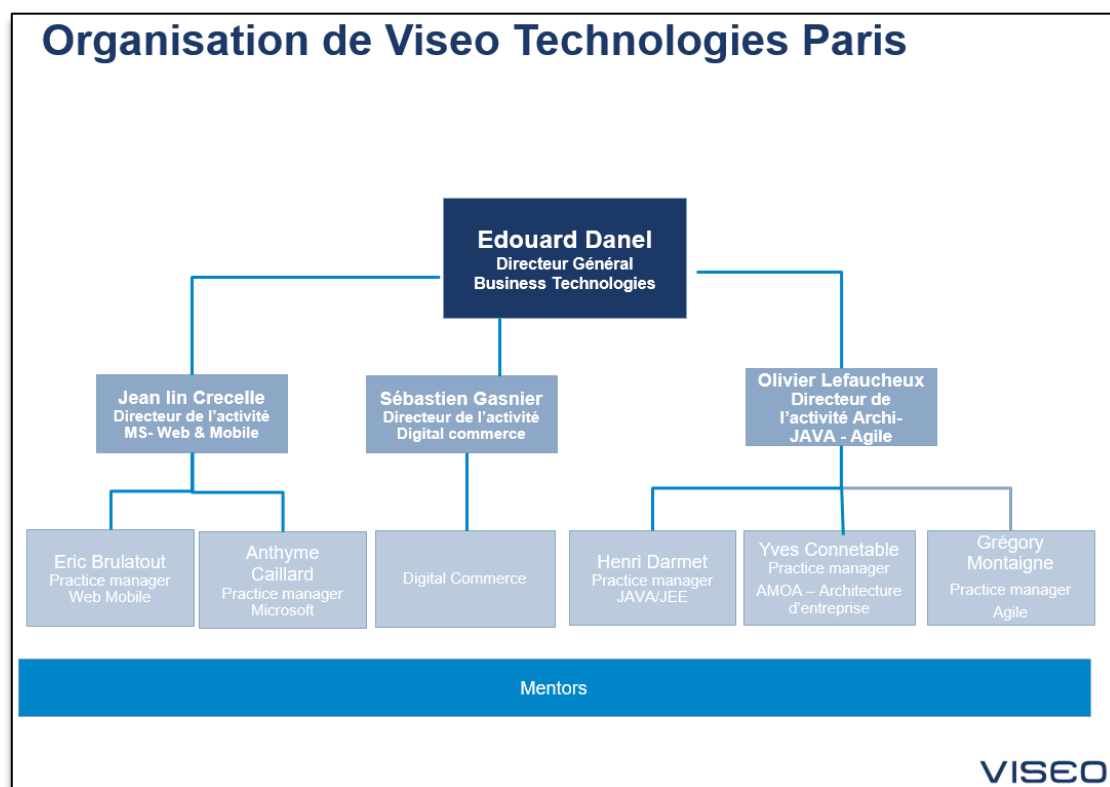 Organisation de Viseo Technologies Paris
Edouard Danel
Directeur Général
Business Technologies
Jean lin Crecelle
Directeur de l’activité
MS- Web & Mobile
Sébastien Gasnier
Directeur de l’activité
Digital commerce
Olivier Lefaucheux
Directeur de
l’activité Archi-
JAVA - Agile
Eric Brulatout
Practice manager
Web Mobile
Anthyme
Caillard
Practice manager
Microsoft
Digital Commerce
Henri Darmet
Practice manager
JAVA/JEE
Yves Connetable
Practice manager
AMOA – Architecture
d’entreprise
Grégory
Montaigne
Practice manager
Agile
Mentors
VISEO